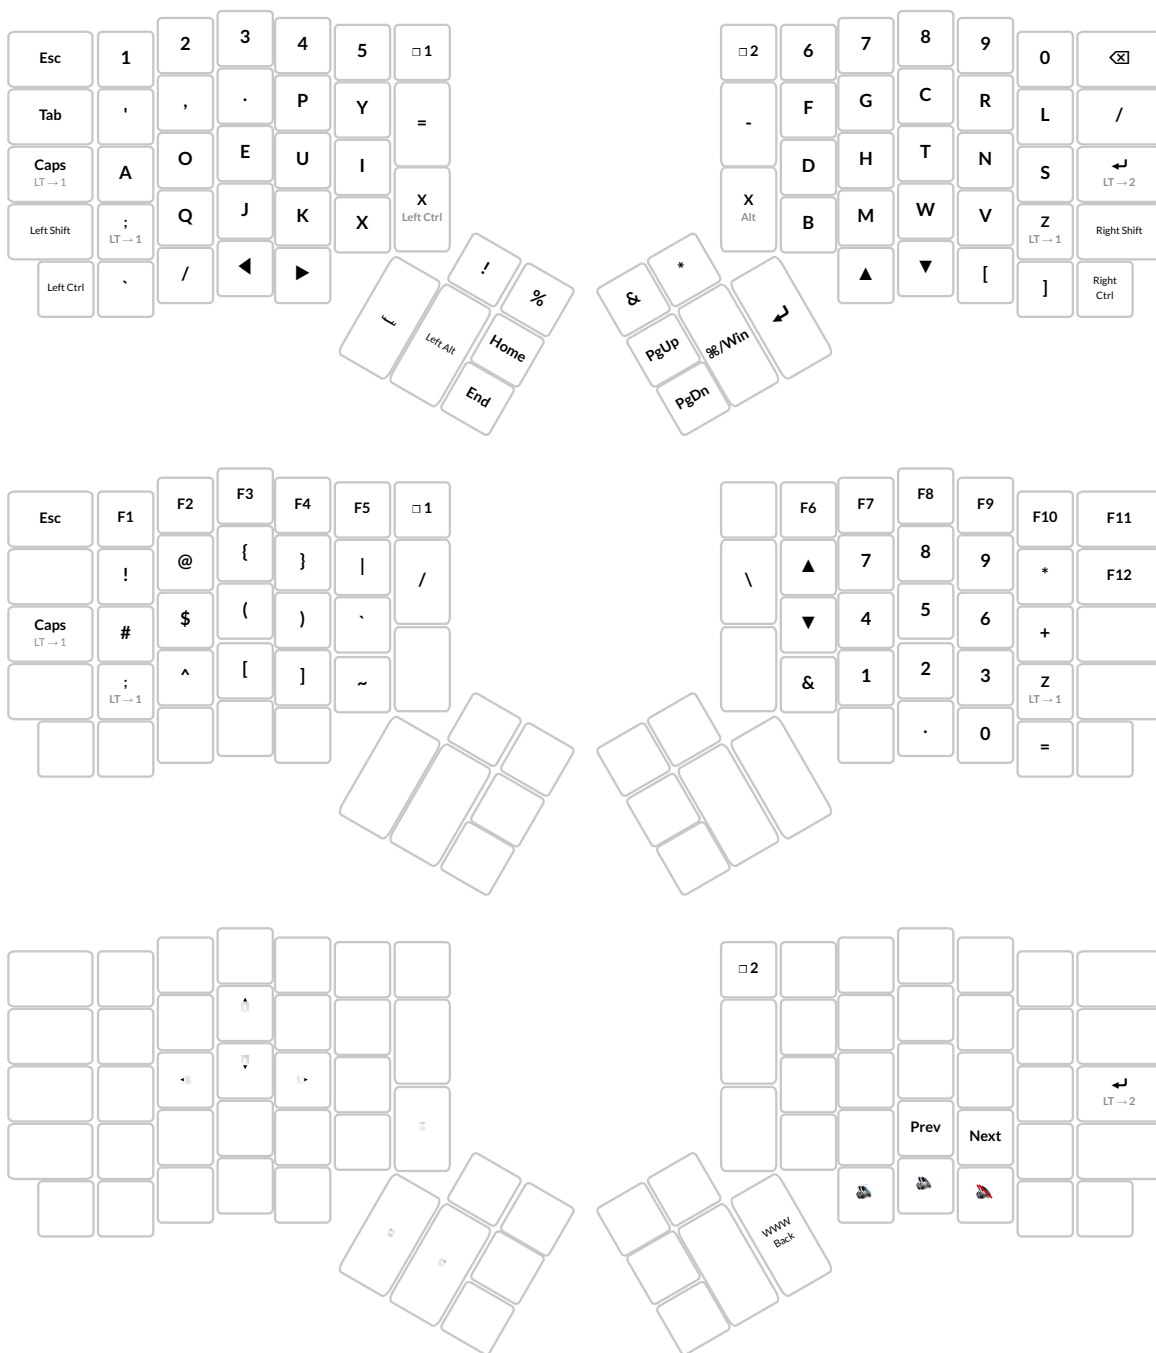 Esc 1 2 3 4 5 ❐ 1
Tab ' , . P Y =
Caps A O E U I
LT → 1
X
Left Ctrl
Left Shift ; Q J K X
LT → 1
Left Ctrl ` / ◀ ▶
! %
Left Alt Home
End
❐ 2 6 7 8 9 0 ⌫
- F G C R L /
D H T N S ↵
LT → 2
X
Alt
B M W V Z Right Shift
LT → 1
▲ ▼ [ ] Right
Ctrl
& *
PgUp ⌘/Win ↵
PgDn
Esc F1 F2 F3 F4 F5 ❐ 1
! @ { } | /
Caps # $ ( ) `
LT → 1
; ^ [ ] ~
LT → 1
F6 F7 F8 F9 F10 F11
\ ▲ 7 8 9 * F12
▼ 4 5 6 +
& 1 2 3 Z
LT → 1
. 0 =
❐ 2
↵
LT → 2
Prev Next
WWW
Back